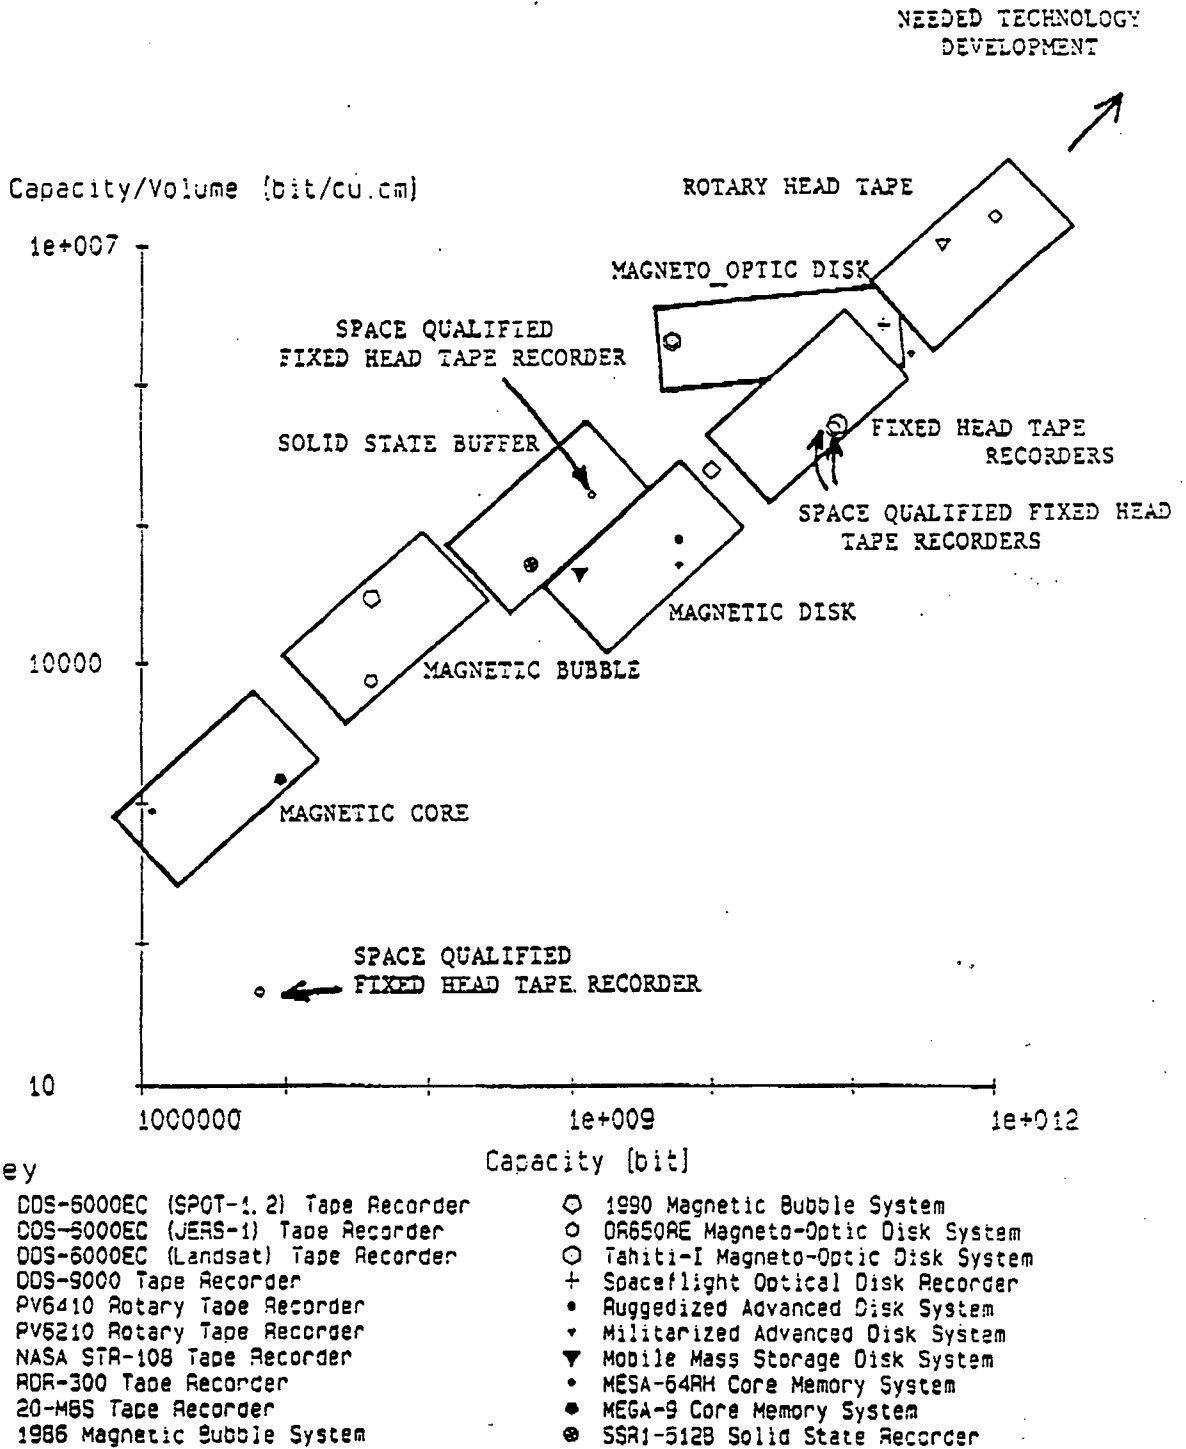 NEEDED TECHNOLOGY
DEVELOPMENT
Capacity/Volume [bit/cu.cm]
ROTARY HEAD TAPE
1e+007
MAGNETO_OPTIC DISK
SPACE QUALIFIED
FIXED HEAD TAPE RECORDER
SOLID STATE BUFFER
FIXED HEAD TAPE
RECORDERS
SPACE QUALIFIED FIXED HEAD
TAPE RECORDERS
MAGNETIC DISK
10000
MAGNETIC BUBBLE
MAGNETIC CORE
SPACE QUALIFIED
FIXED HEAD TAPE RECORDER
10
1000000
1e+009
1e+012
Capacity [bit]
ey
DDS-6000EC (SPOT-1,2) Tape Recorder
DDS-6000EC (JERS-1) Tape Recorder
DDS-6000EC (Landsat) Tape Recorder
DDS-9000 Tape Recorder
PV6410 Rotary Tape Recorder
PV6210 Rotary Tape Recorder
NASA STR-108 Tape Recorder
RDR-300 Tape Recorder
20-MBS Tape Recorder
1986 Magnetic Bubble System
1990 Magnetic Bubble System
OR650RE Magneto-Optic Disk System
Tahiti-I Magneto-Optic Disk System
Spaceflight Optical Disk Recorder
Ruggedized Advanced Disk System
Militarized Advanced Disk System
Mobile Mass Storage Disk System
MESA-64RH Core Memory System
MEGA-9 Core Memory System
SSR1-512B Solid State Recorder